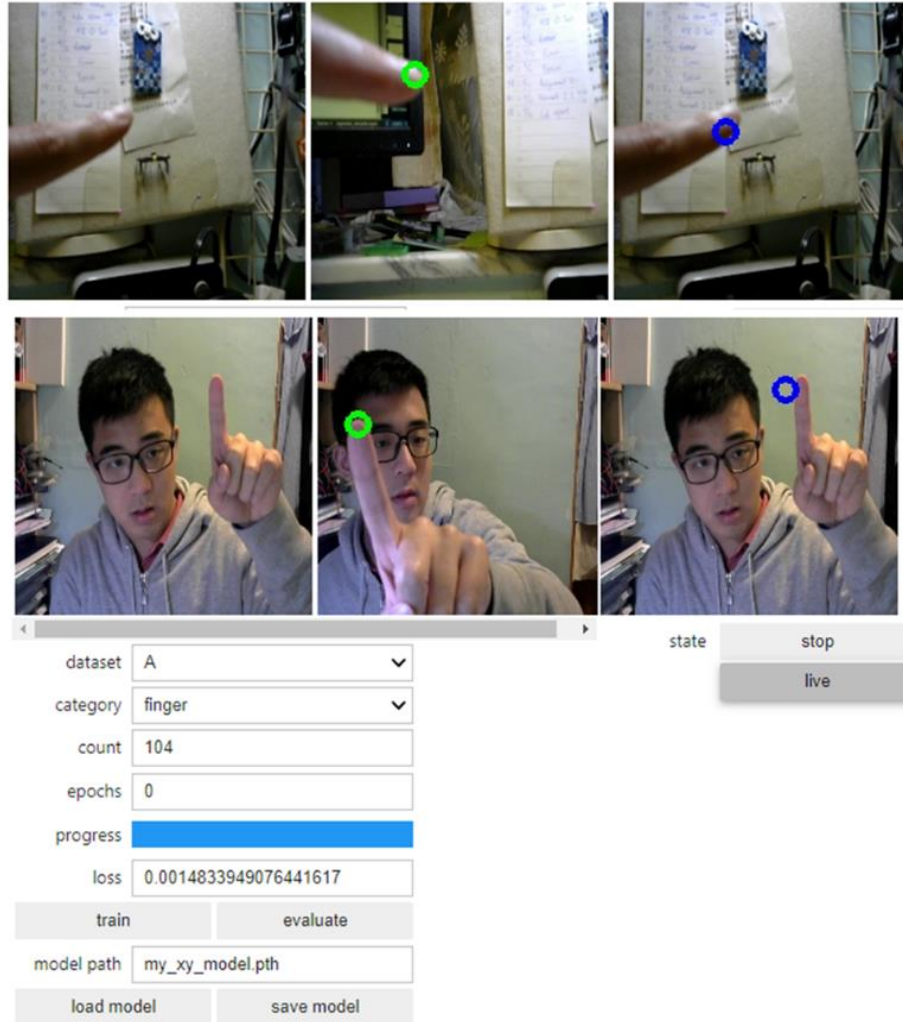 state stop
live
dataset A
category finger
count 104
epochs 0
progress
loss 0.0014833949076441617
train evaluate
model path my_xy_model.pth
load model save model